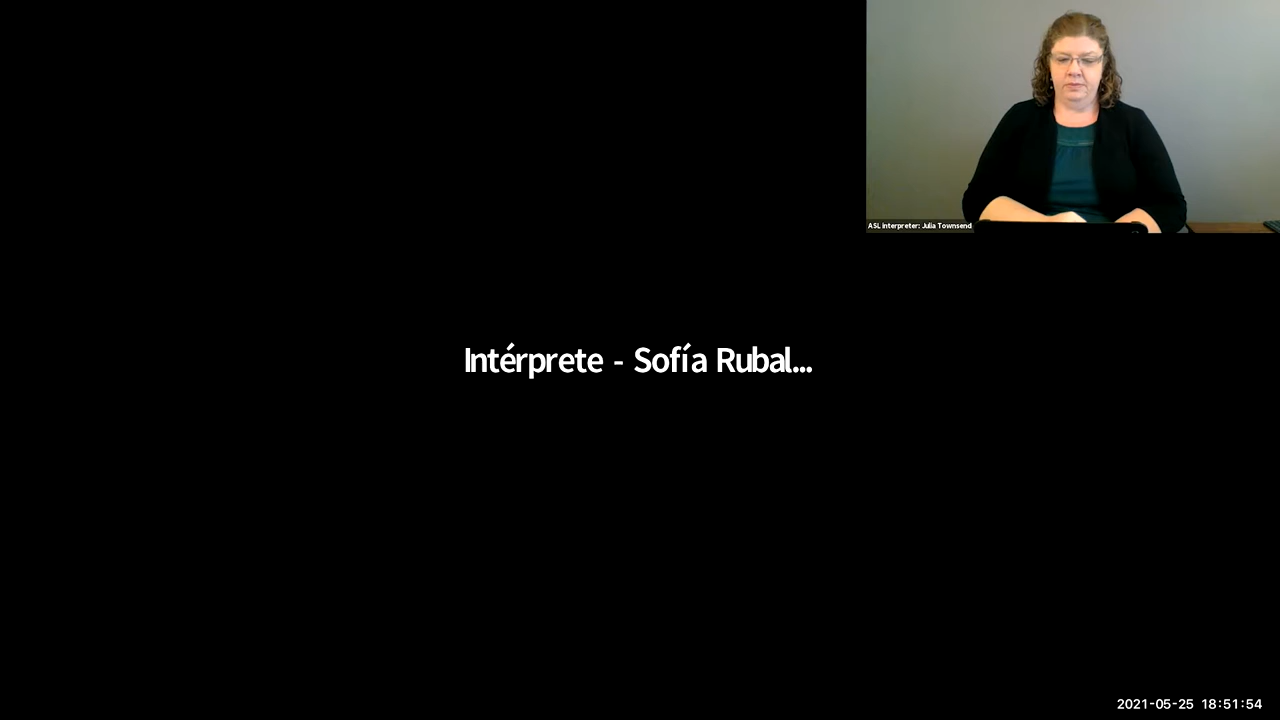 ASL interpreter: Julia Townsend
Intérprete - Sofía Rubal...
2021-05-25 18:51:54